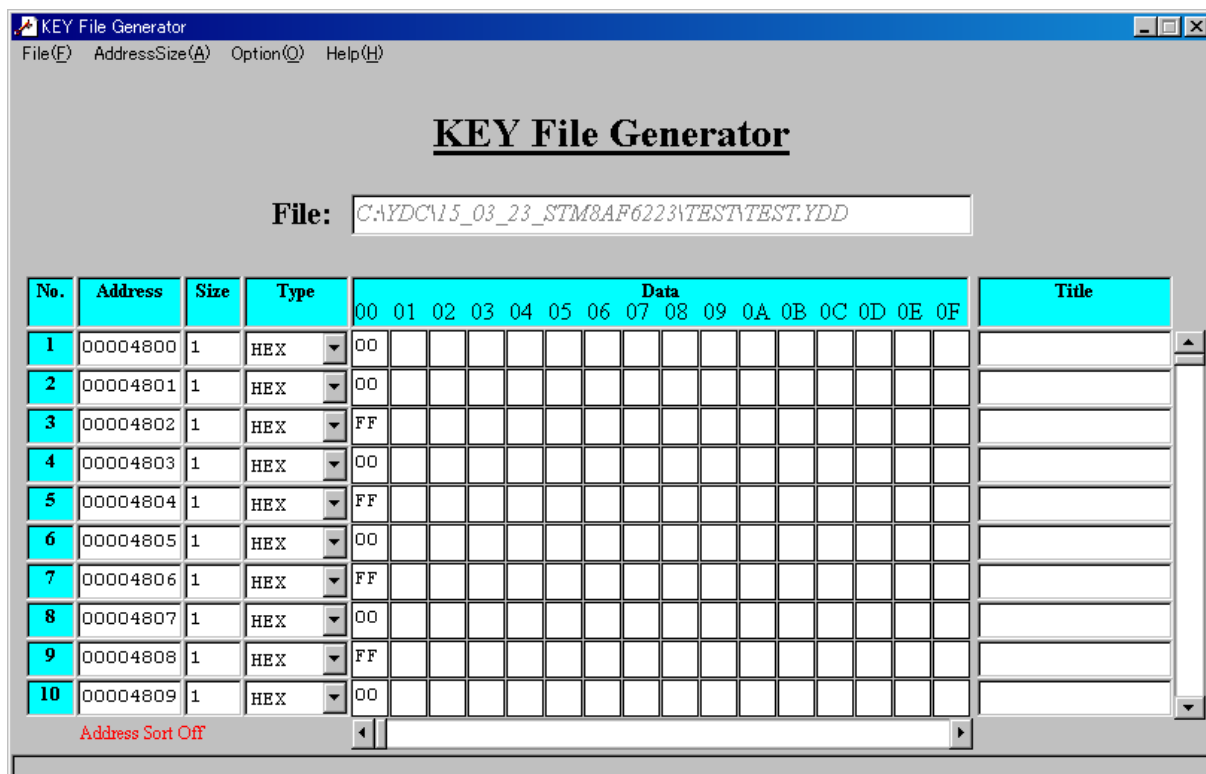 KEY File Generator
File(F) AddressSize(A) Option(O) Help(H)
KEY File Generator
File: C:\YDC\15_03_23_STM8AF6223\TEST\TEST.YDD
No. Address Size Type Data Title
00 01 02 03 04 05 06 07 08 09 0A 0B 0C 0D 0E 0F
1 00004800 1 HEX 00
2 00004801 1 HEX 00
3 00004802 1 HEX FF
4 00004803 1 HEX 00
5 00004804 1 HEX FF
6 00004805 1 HEX 00
7 00004806 1 HEX FF
8 00004807 1 HEX 00
9 00004808 1 HEX FF
10 00004809 1 HEX 00
Address Sort Off